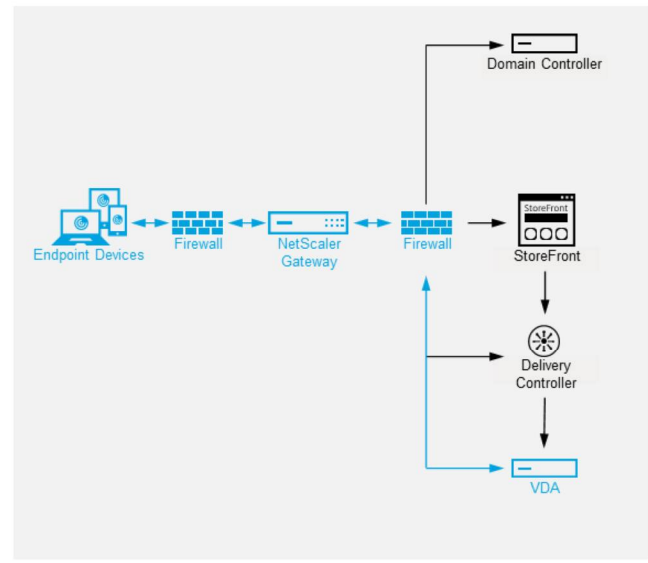 Domain Controller
StoreFront
Endpoint Devices
Firewall
NetScaler
Gateway
Firewall
StoreFront
Delivery
Controller
VDA